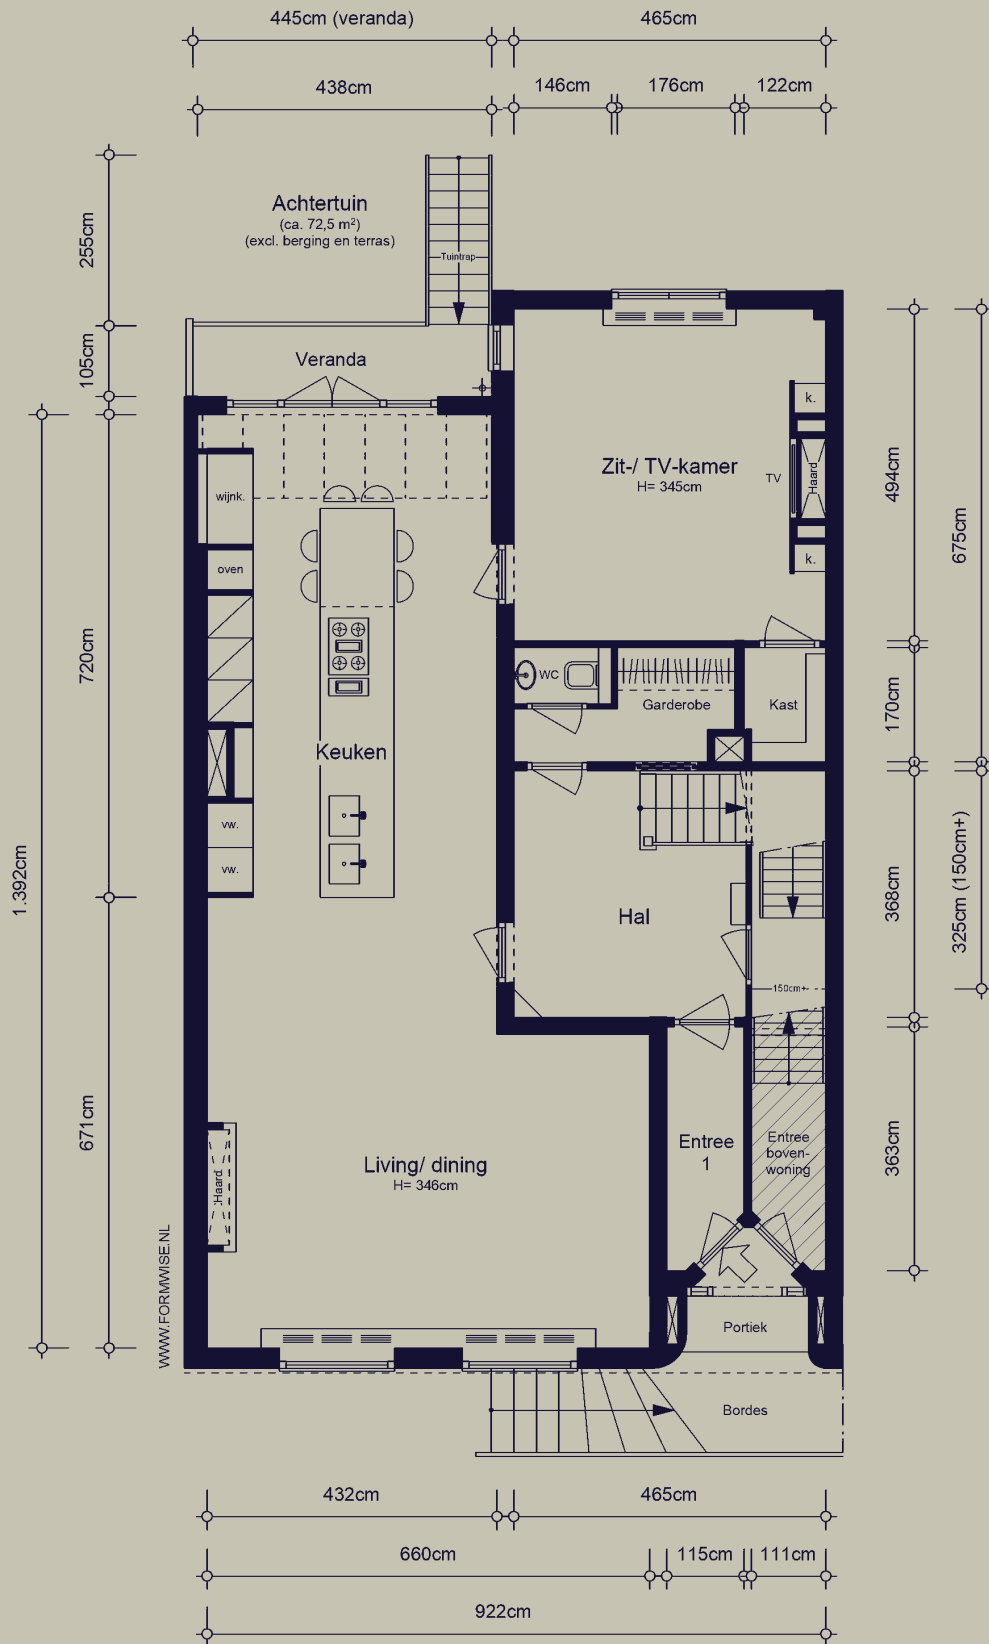 445cm (veranda)
465cm
438cm
146cm
176cm
122cm
255cm
105cm
Achtertuin
(ca. 72,5 m²)
(excl. berging en terras)
Tuintrap
Veranda
Zit-/ TV-kamer
H= 345cm
TV
k.
Haard
k.
494cm
675cm
wijnk.
oven
720cm
1.392cm
WC
Garderobe
Kast
170cm
Keuken
vw.
vw.
Hal
368cm
325cm (150cm+)
150cm+
671cm
Haard
Living/ dining
H= 346cm
Entree
1
Entree
boven-
woning
363cm
WWW.FORMWISE.NL
Portiek
Bordes
432cm
465cm
660cm
115cm
111cm
922cm